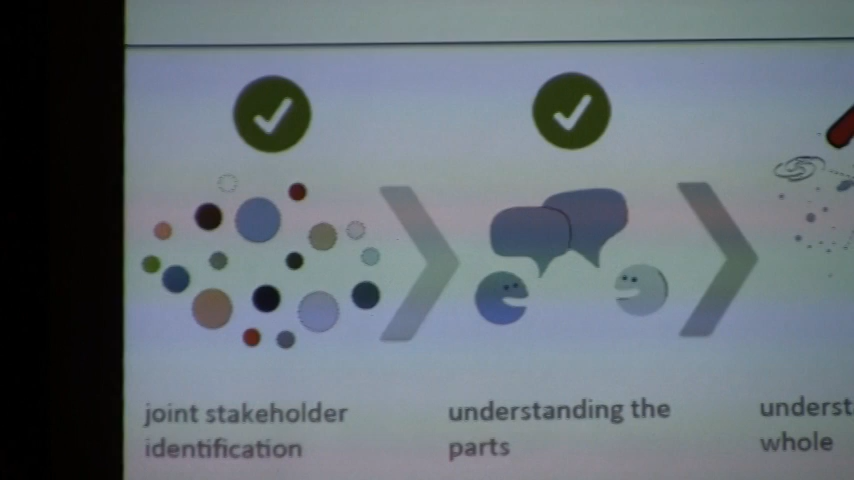 joint stakeholder
identification
understanding the
parts
whole